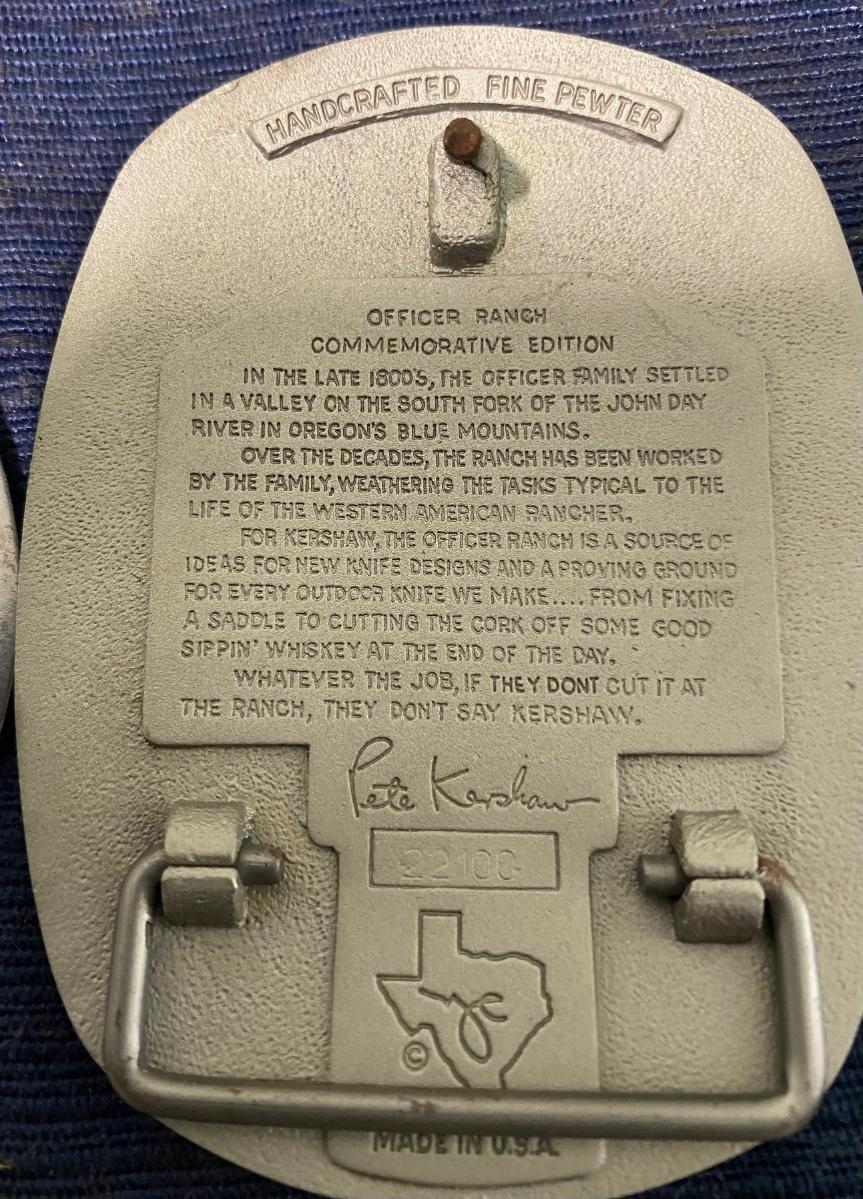 HANDCRAFTED FINE PEWTER
OFFICER RANCH
COMMEMORATIVE EDITION
IN THE LATE 1800'S, THE OFFICER FAMILY SETTLED
IN A VALLEY ON THE SOUTH FORK OF THE JOHN DAY
RIVER IN OREGON'S BLUE MOUNTAINS.
OVER THE DECADES, THE RANCH HAS BEEN WORKED
BY THE FAMILY, WEATHERING THE TASKS TYPICAL TO THE
LIFE OF THE WESTERN AMERICAN RANCHER.
FOR KERSHAW, THE OFFICER RANCH IS A SOURCE OF
IDEAS FOR NEW KNIFE DESIGNS AND A PROVING GROUND
FOR EVERY OUTDOOR KNIFE WE MAKE.... FROM FIXING
A SADDLE TO CUTTING THE CORK OFF SOME GOOD
SIPPIN' WHISKEY AT THE END OF THE DAY.
WHATEVER THE JOB, IF THEY DONT CUT IT AT
THE RANCH, THEY DON'T SAY KERSHAW.
Pete Kershaw
22100
©
MADE IN U.S.A.